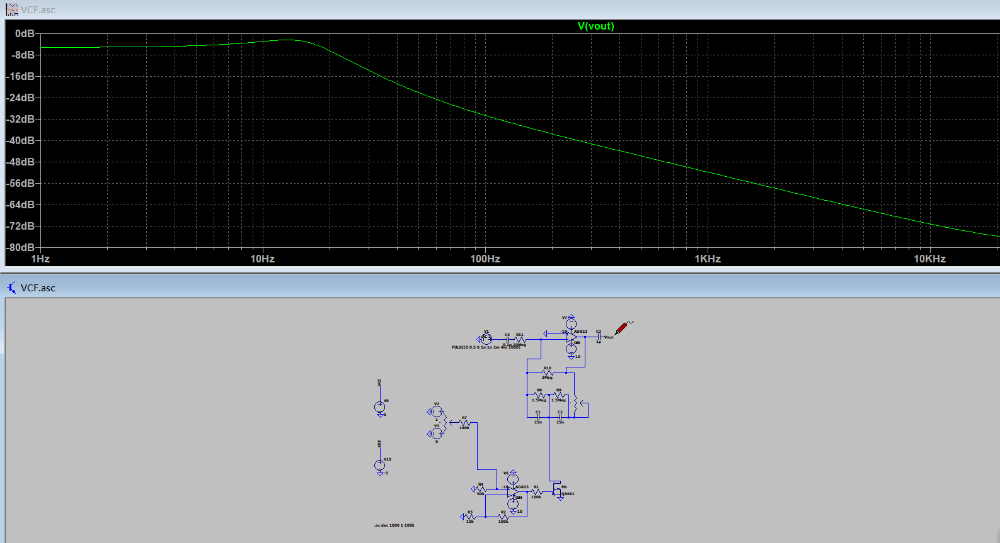 VCF.asc
V(vout)
0dB
-8dB
-16dB
-24dB
-32dB
-40dB
-48dB
-56dB
-64dB
-72dB
-80dB
1Hz
10Hz
100Hz
1KHz
10KHz
VCF.asc
V7
V1
C4
R11
-10
AD823
C3
Vout
0.1µ
10Meg
1µ
PULSE(0 0.5 0 1n 1n 2m 4m 1000)
10
R10
3Meg
R8
R9
1.5Meg
1.5Meg
C1
C2
25n
25n
VCC
V9
5
V2
1
R7
150k
V3
0
VEE
V10
-5
V6
R4
-10
AD823
R1
M1
50k
100k
QS6K1
10
R3
R2
10k
100k
.ac dec 1000 1 100k